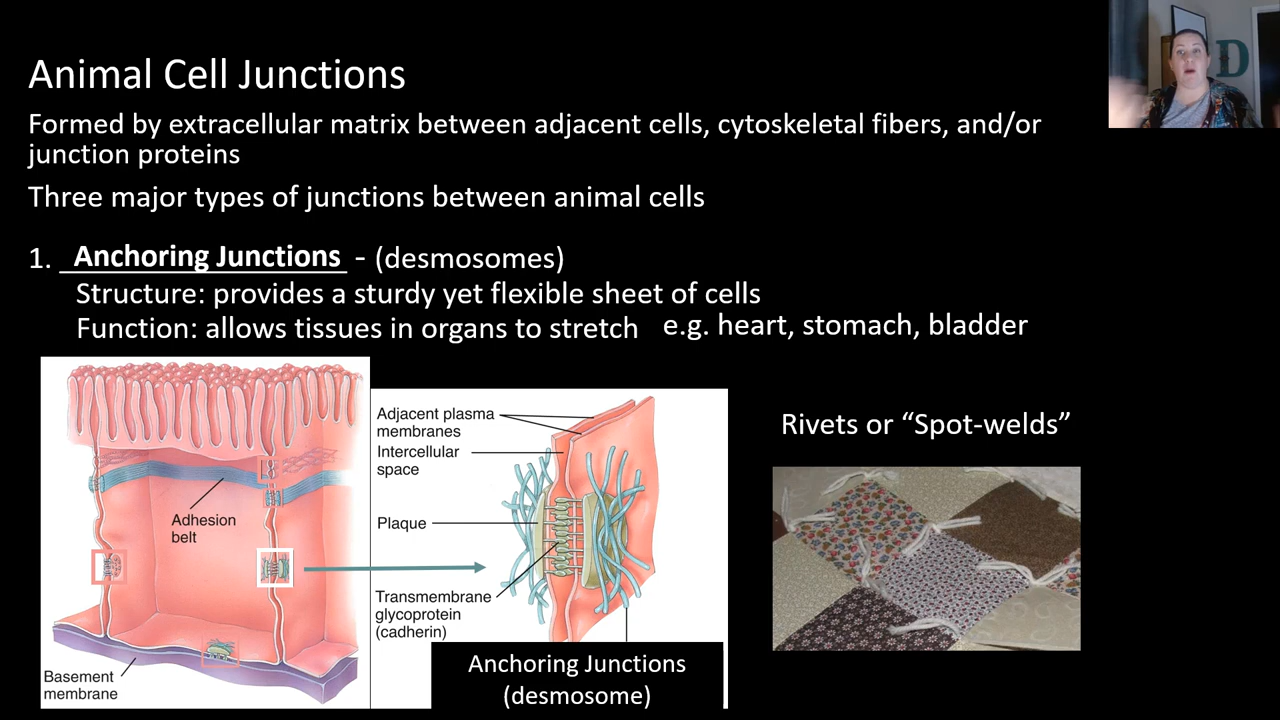 Animal Cell Junctions
D
Formed by extracellular matrix between adjacent cells, cytoskeletal fibers, and/or
junction proteins
Three major types of junctions between animal cells
1. Anchoring Junctions - (desmosomes)
Structure: provides a sturdy yet flexible sheet of cells
Function: allows tissues in organs to stretch e.g. heart, stomach, bladder
Adhesion
belt
Basement
membrane
Adjacent plasma
membranes
Intercellular
space
Plaque
Transmembrane
glycoprotein
(cadherin)
Anchoring Junctions
(desmosome)
Rivets or “Spot-welds”